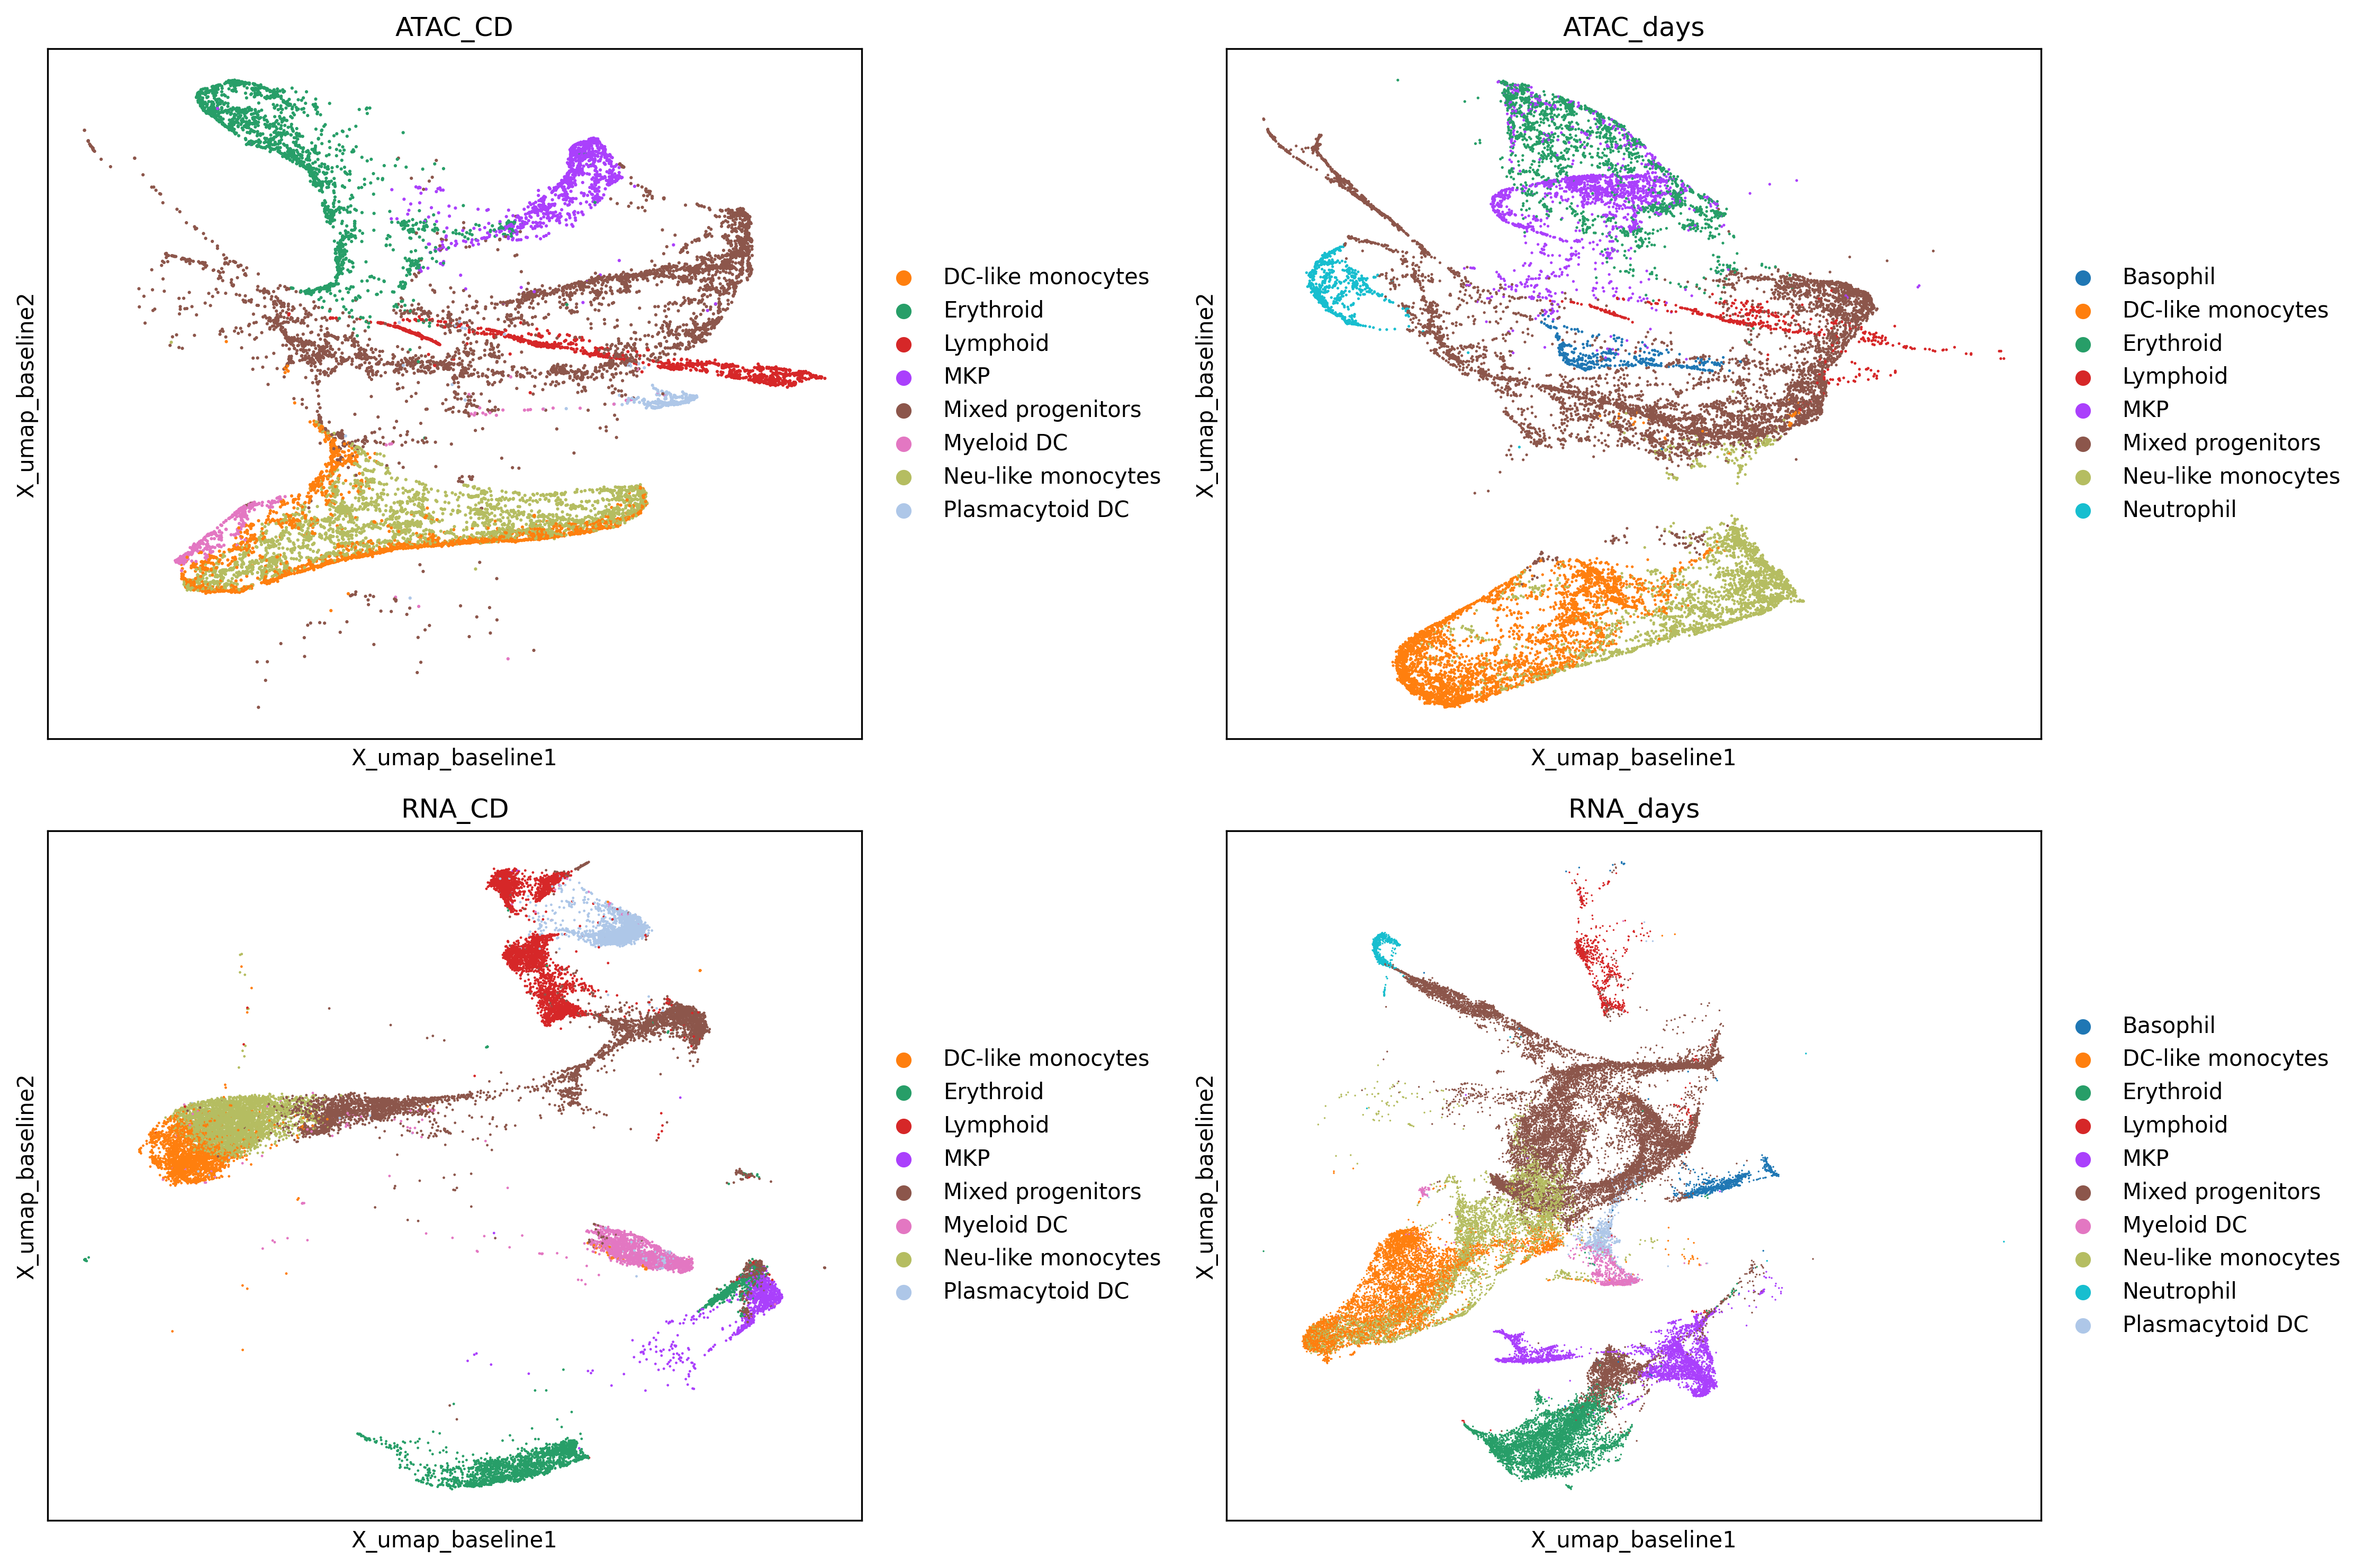 ATAC_CD
X_umap_baseline2
X_umap_baseline1
DC-like monocytes
Erythroid
Lymphoid
MKP
Mixed progenitors
Myeloid DC
Neu-like monocytes
Plasmacytoid DC
ATAC_days
X_umap_baseline2
X_umap_baseline1
Basophil
DC-like monocytes
Erythroid
Lymphoid
MKP
Mixed progenitors
Neu-like monocytes
Neutrophil
RNA_CD
X_umap_baseline2
X_umap_baseline1
DC-like monocytes
Erythroid
Lymphoid
MKP
Mixed progenitors
Myeloid DC
Neu-like monocytes
Plasmacytoid DC
RNA_days
X_umap_baseline2
X_umap_baseline1
Basophil
DC-like monocytes
Erythroid
Lymphoid
MKP
Mixed progenitors
Myeloid DC
Neu-like monocytes
Neutrophil
Plasmacytoid DC